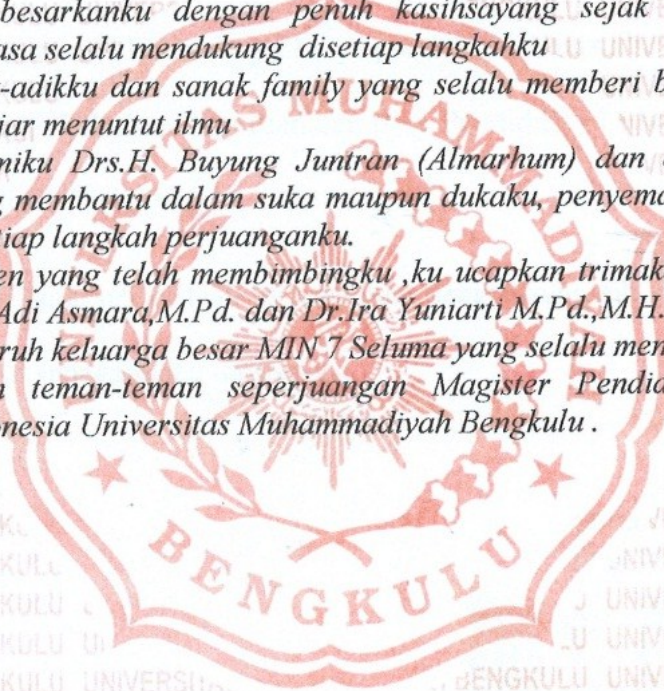 besarkanku dengan penuh kasihsayang sejak
asa selalu mendukung disetiap langkahku
-adikku dan sanak family yang selalu memberi b
jar menuntut ilmu
miku Drs.H. Buyung Juntran (Almarhum) dan
g membantu dalam suka maupun dukaku, penyema
tiap langkah perjuanganku.
en yang telah membimbingku ,ku ucapkan trimak
Adi Asmara,M.Pd. dan Dr.Ira Yuniarti M.Pd.,M.H.
ruh keluarga besar MIN 7 Seluma yang selalu men
n teman-teman seperjuangan Magister Pendid
onesia Universitas Muhammadiyah Bengkulu .
UNIVERSITAS MUHAMMADIYAH
BENGKULU